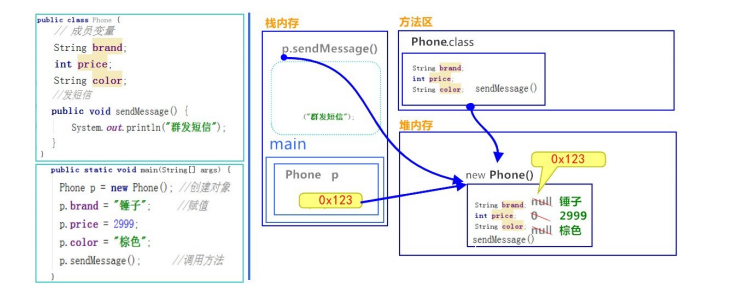 public class Phone {
// 成员变量
String brand;
int price;
String color;
//发短信
public void sendMessage() {
System.out.println("群发短信");
}
}
public static void main(String[] args) {
Phone p = new Phone(); //创建对象
p.brand = "锤子"; //赋值
p.price = 2999;
p.color = "棕色";
p.sendMessage(); //调用方法
}
栈内存
p.sendMessage()
("群发短信");
main
Phone p
0x123
方法区
Phone.class
String brand;
int price;
String color;
sendMessage()
堆内存
0x123
new Phone()
String brand; null 锤子
int price; 0 2999
String color; null 棕色
sendMessage()